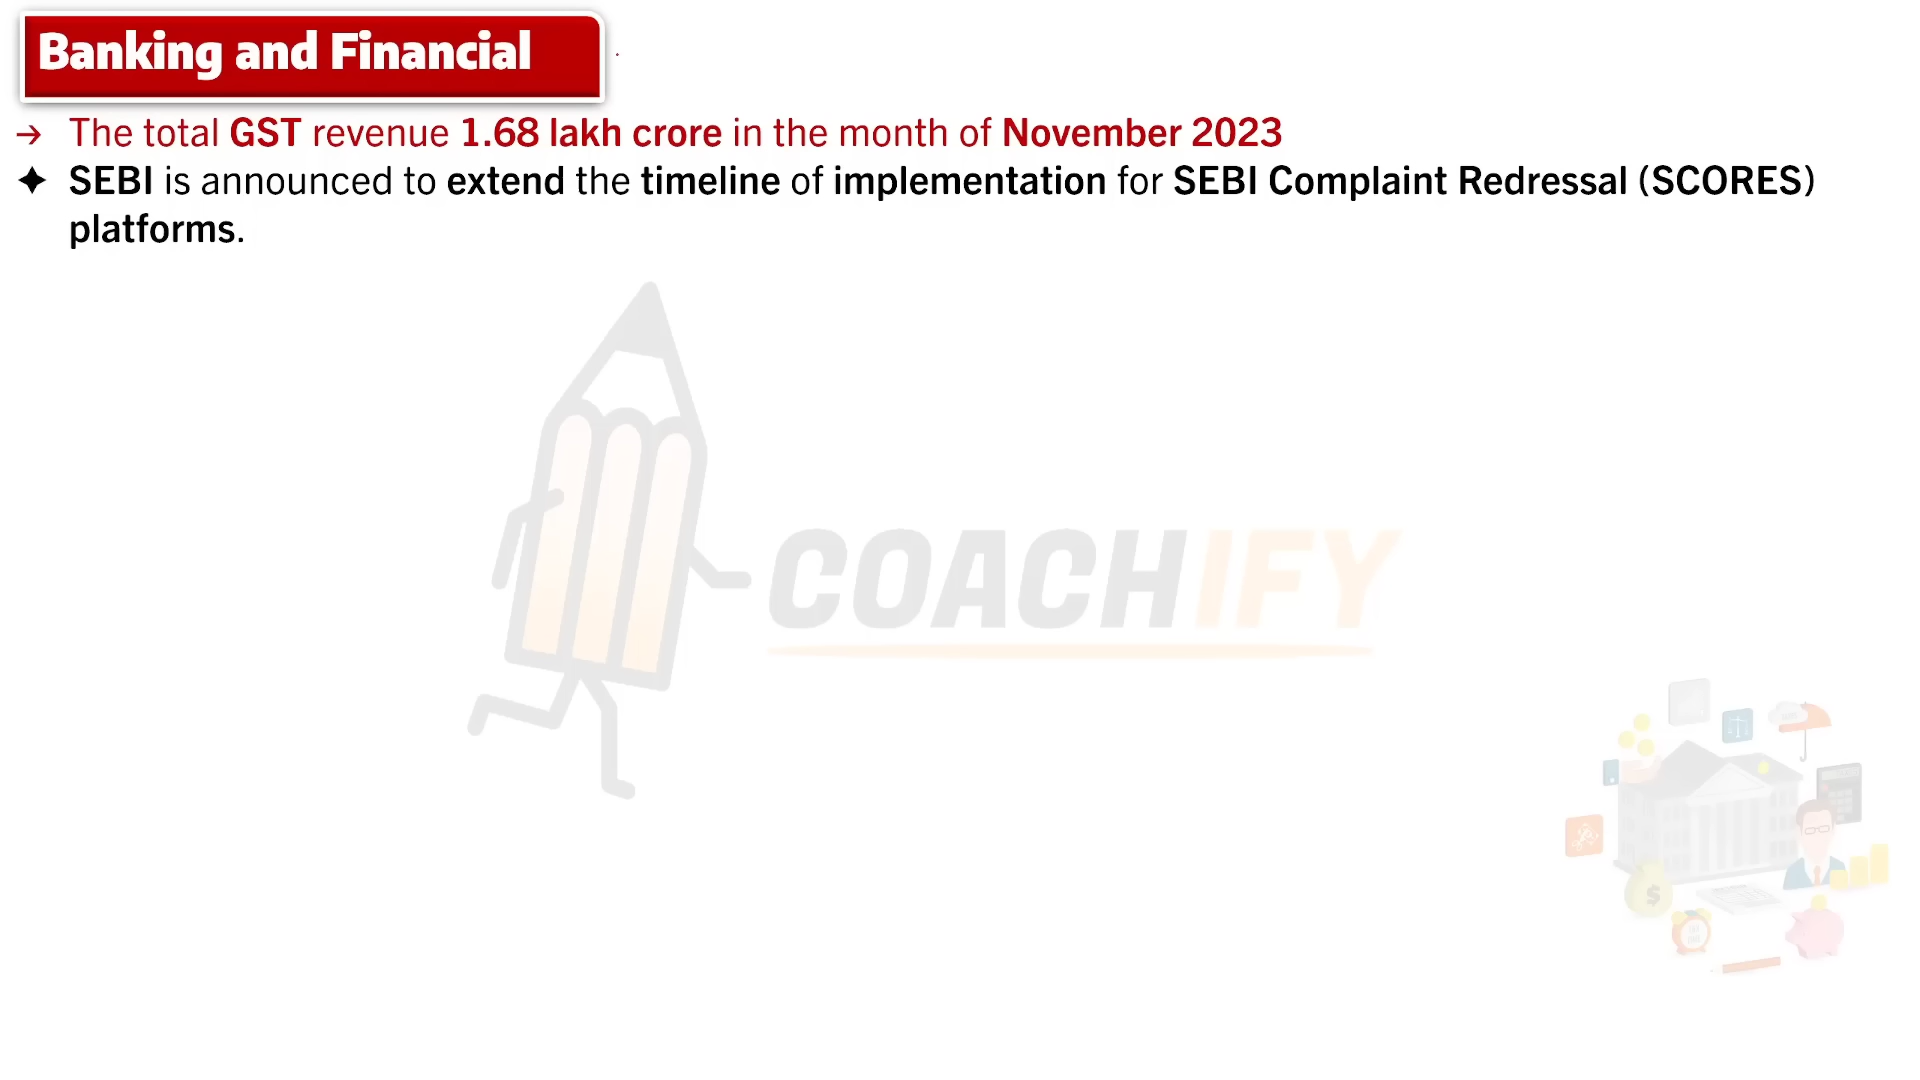 Banking and Financial
→ The total GST revenue 1.68 lakh crore in the month of November 2023
✦ SEBI is announced to extend the timeline of implementation for SEBI Complaint Redressal (SCORES)
platforms.
COACHIFY
$